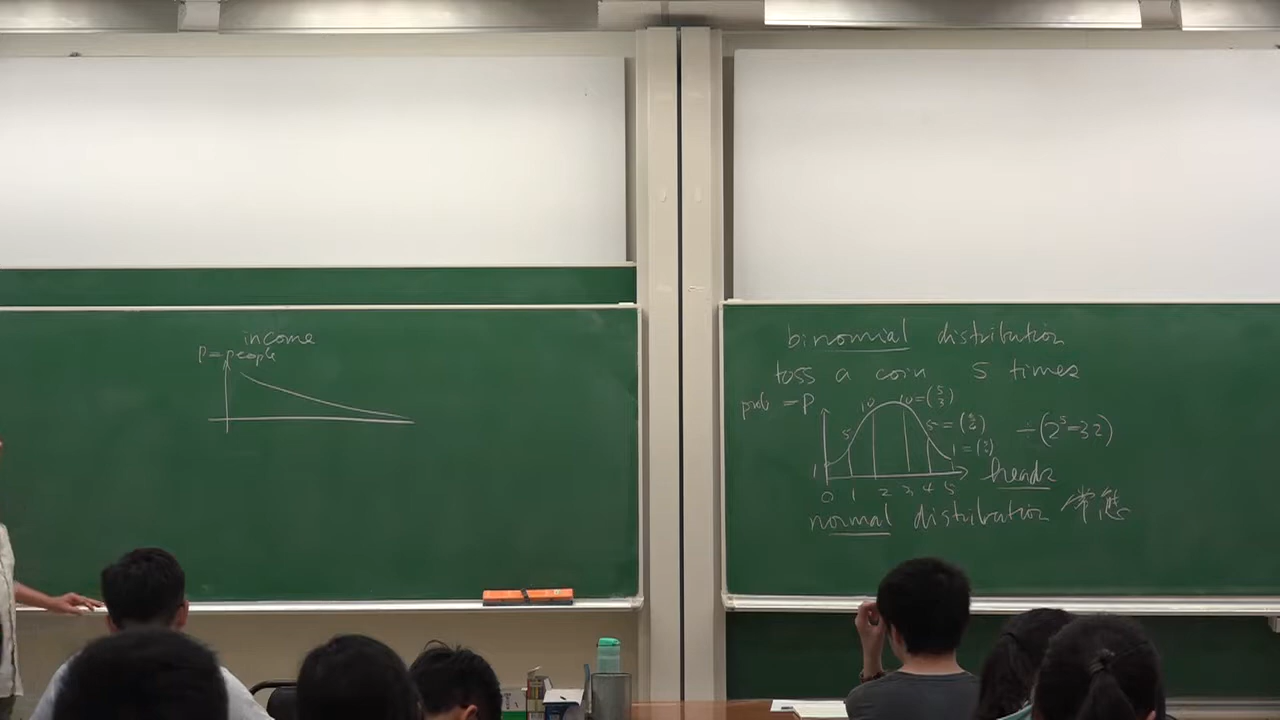 income
P = people
binomial distribution
toss a coin 5 times
prob = P
10
10 = (5 3)
5
5 = (5 4)
÷ (2⁵=32)
1
1 = (5 5)
heads
0 1 2 3 4 5
normal distribution 常態